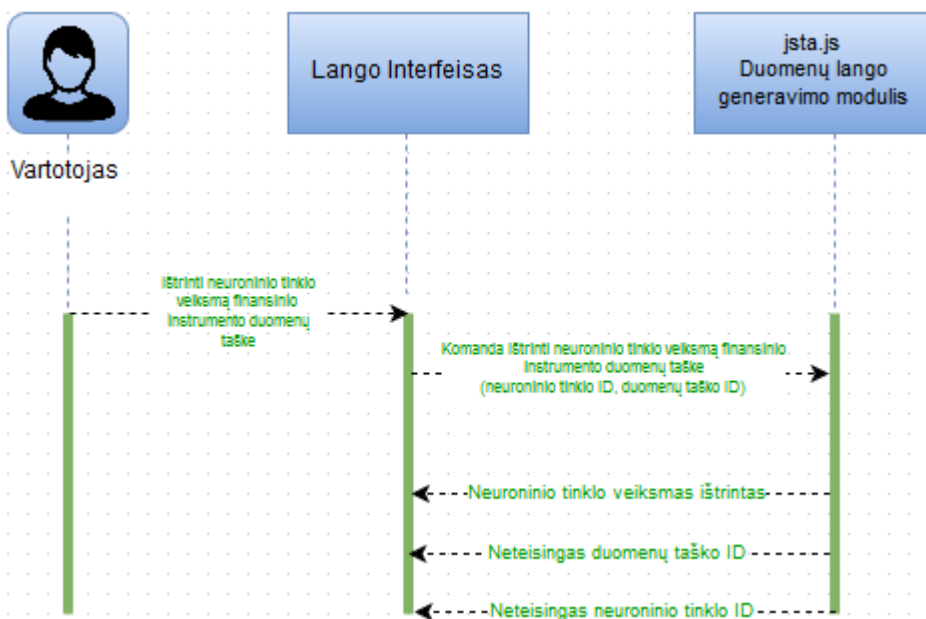 jsta.js
Lango Interfeisas
Duomenų lango
generavimo modulis
Vartotojas
Ištrinti neuroninio tinklo
veiksmą finansinio
instrumento duomenų
taške
Komanda ištrinti neuroninio tinklo veiksmą finansinio
instrumento duomenų taške
(neuroninio tinklo ID, duomenų taško ID)
Neuroninio tinklo veiksmas ištrintas
Neteisingas duomenų taško ID
Neteisingas neuroninio tinklo ID